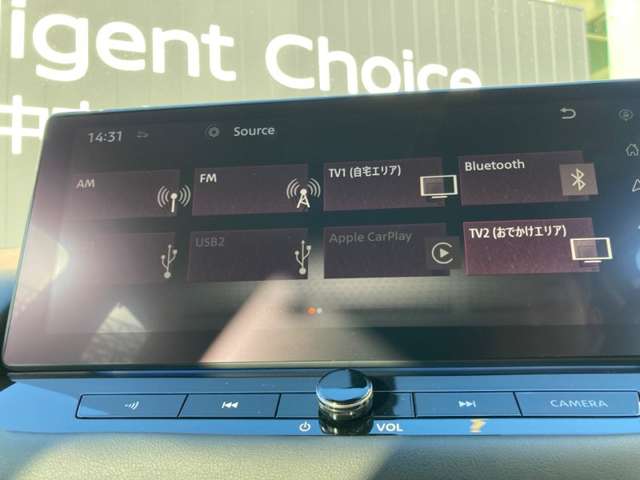 igent Choice
14:31 Source
AM
FM
TV1 (自宅エリア)
Bluetooth
USB2
Apple CarPlay
TV2 (おでかけエリア)
VOL
CAMERA